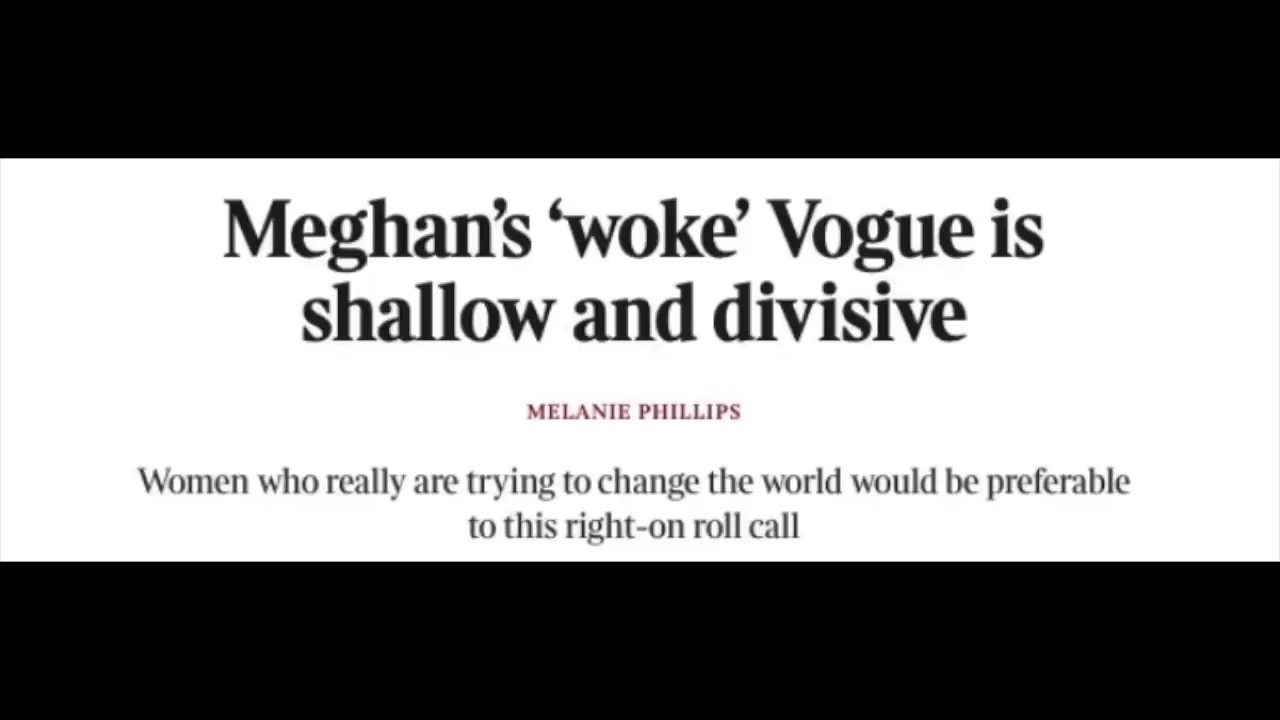 Meghan’s ‘woke’ Vogue is
shallow and divisive
MELANIE PHILLIPS
Women who really are trying to change the world would be preferable
to this right-on roll call